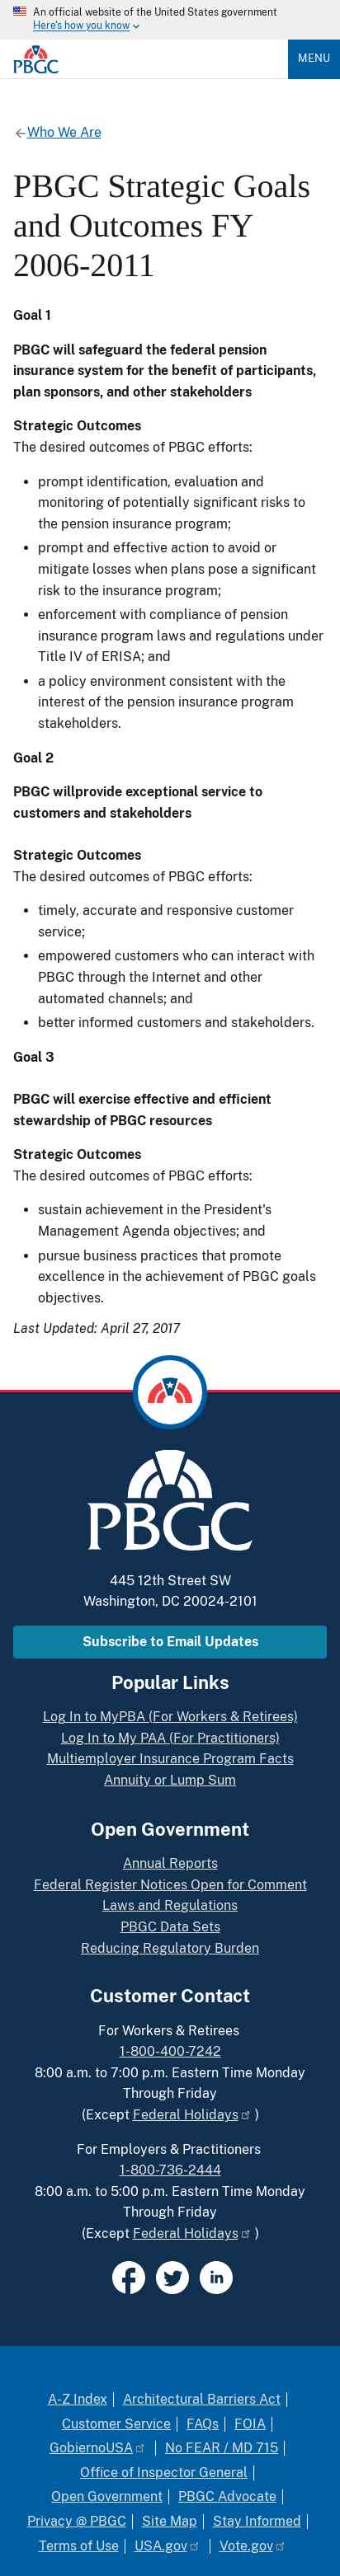 An official website of the United States government
Here's how you know
PBGC
MENU
Who We Are
PBGC Strategic Goals
and Outcomes FY
2006-2011
Goal 1
PBGC will safeguard the federal pension
insurance system for the benefit of participants,
plan sponsors, and other stakeholders
Strategic Outcomes
The desired outcomes of PBGC efforts:
prompt identification, evaluation and
monitoring of potentially significant risks to
the pension insurance program;
prompt and effective action to avoid or
mitigate losses when plans pose a significant
risk to the insurance program;
enforcement with compliance of pension
insurance program laws and regulations under
Title IV of ERISA; and
a policy environment consistent with the
interest of the pension insurance program
stakeholders.
Goal 2
PBGC willprovide exceptional service to
customers and stakeholders
Strategic Outcomes
The desired outcomes of PBGC efforts:
timely, accurate and responsive customer
service;
empowered customers who can interact with
PBGC through the Internet and other
automated channels; and
better informed customers and stakeholders.
Goal 3
PBGC will exercise effective and efficient
stewardship of PBGC resources
Strategic Outcomes
The desired outcomes of PBGC efforts:
sustain achievement in the President's
Management Agenda objectives; and
pursue business practices that promote
excellence in the achievement of PBGC goals
objectives.
Last Updated: April 27, 2017
PBGC
445 12th Street SW
Washington, DC 20024-2101
Subscribe to Email Updates
Popular Links
Log In to MyPBA (For Workers & Retirees)
Log In to My PAA (For Practitioners)
Multiemployer Insurance Program Facts
Annuity or Lump Sum
Open Government
Annual Reports
Federal Register Notices Open for Comment
Laws and Regulations
PBGC Data Sets
Reducing Regulatory Burden
Customer Contact
For Workers & Retirees
1-800-400-7242
8:00 a.m. to 7:00 p.m. Eastern Time Monday
Through Friday
(Except Federal Holidays )
For Employers & Practitioners
1-800-736-2444
8:00 a.m. to 5:00 p.m. Eastern Time Monday
Through Friday
(Except Federal Holidays )
in
A-Z Index | Architectural Barriers Act |
Customer Service | FAQs | FOIA |
GobiernoUSA | No FEAR / MD 715 |
Office of Inspector General |
Open Government | PBGC Advocate |
Privacy @ PBGC | Site Map | Stay Informed |
Terms of Use | USA.gov | Vote.gov